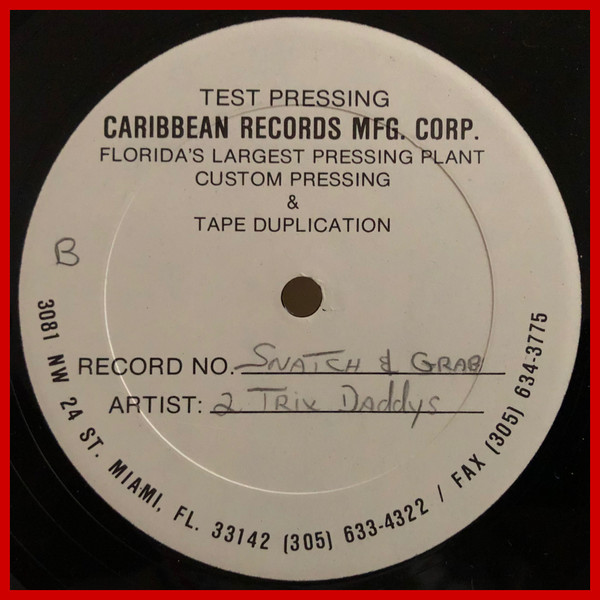 TEST PRESSING
CARIBBEAN RECORDS MFG. CORP.
FLORIDA'S LARGEST PRESSING PLANT
CUSTOM PRESSING
&
TAPE DUPLICATION
B
RECORD NO. SNATCH & GRAB
ARTIST: 2 TRIX Daddys
3081 NW 24 ST. MIAMI, FL. 33142 (305) 633-4322 / FAX (305) 634-3775